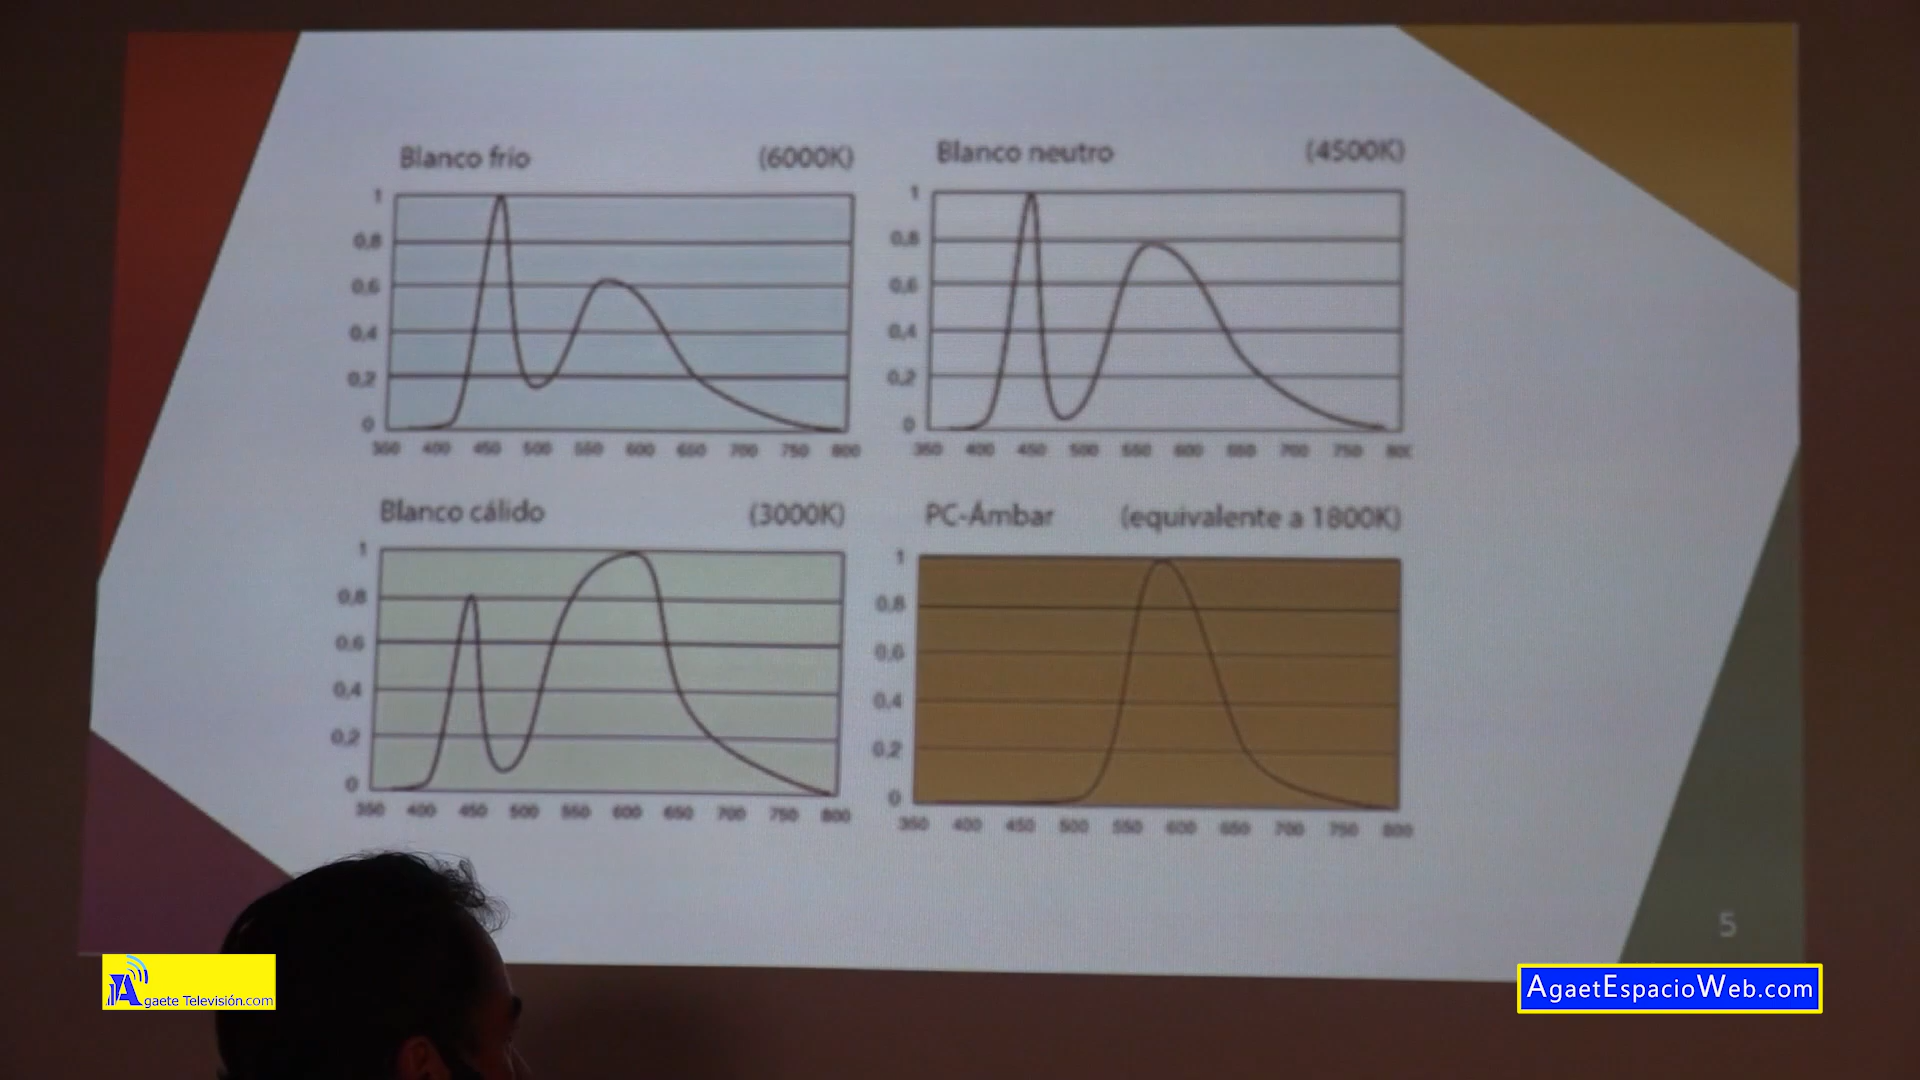 Blanco frio (6000K)
1
0,8
0,6
0,4
0,2
0
350 400 450 500 550 600 650 700 750 800
Blanco neutro (4500K)
1
0,8
0,6
0,4
0,2
0
350 400 450 500 550 600 650 700 750 800
Blanco cálido (3000K)
1
0,8
0,6
0,4
0,2
0
350 400 450 500 550 600 650 700 750 800
PC-Ámbar (equivalente a 1800K)
1
0,8
0,6
0,4
0,2
0
350 400 450 500 550 600 650 700 750 800
5
Agaete Televisión.com
AgaetEspacioWeb.com